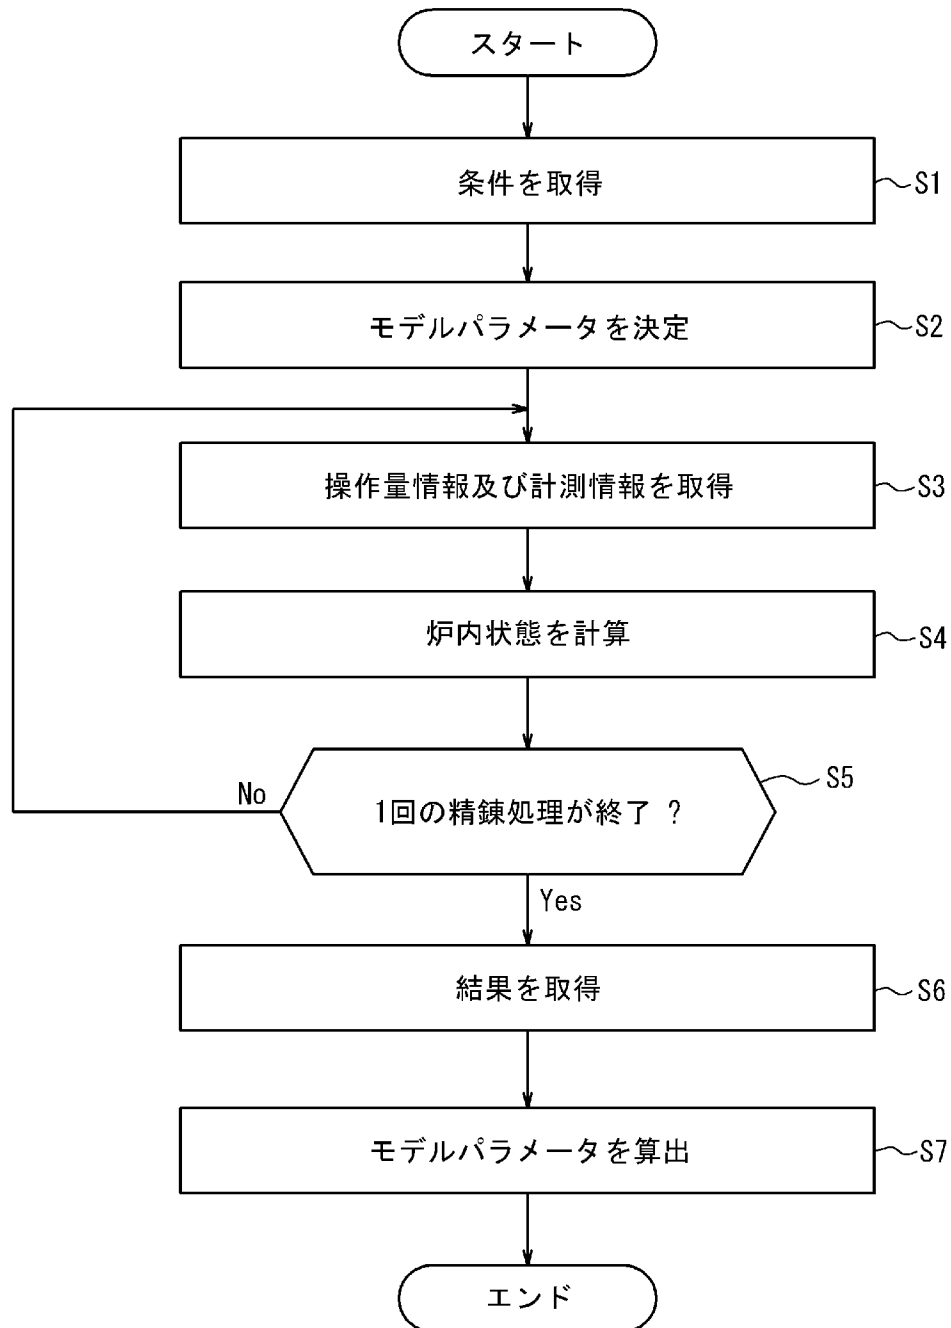 スタート
条件を取得 S1
モデルパラメータを決定 S2
操作量情報及び計測情報を取得 S3
炉内状態を計算 S4
No 1回の精錬処理が終了 ? S5
Yes
結果を取得 S6
モデルパラメータを算出 S7
エンド